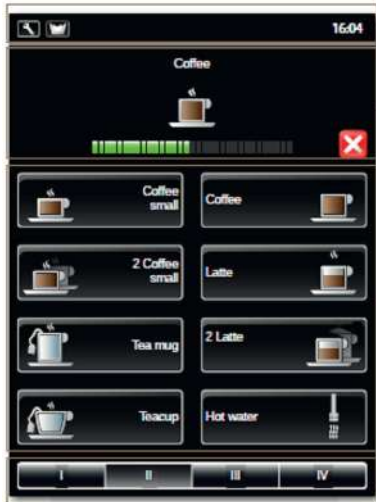 16:04
Coffee
Coffee
small
Coffee
2 Coffee
small
Latte
Tea mug
2 Latte
Teacup
Hot water
I
II
III
IV